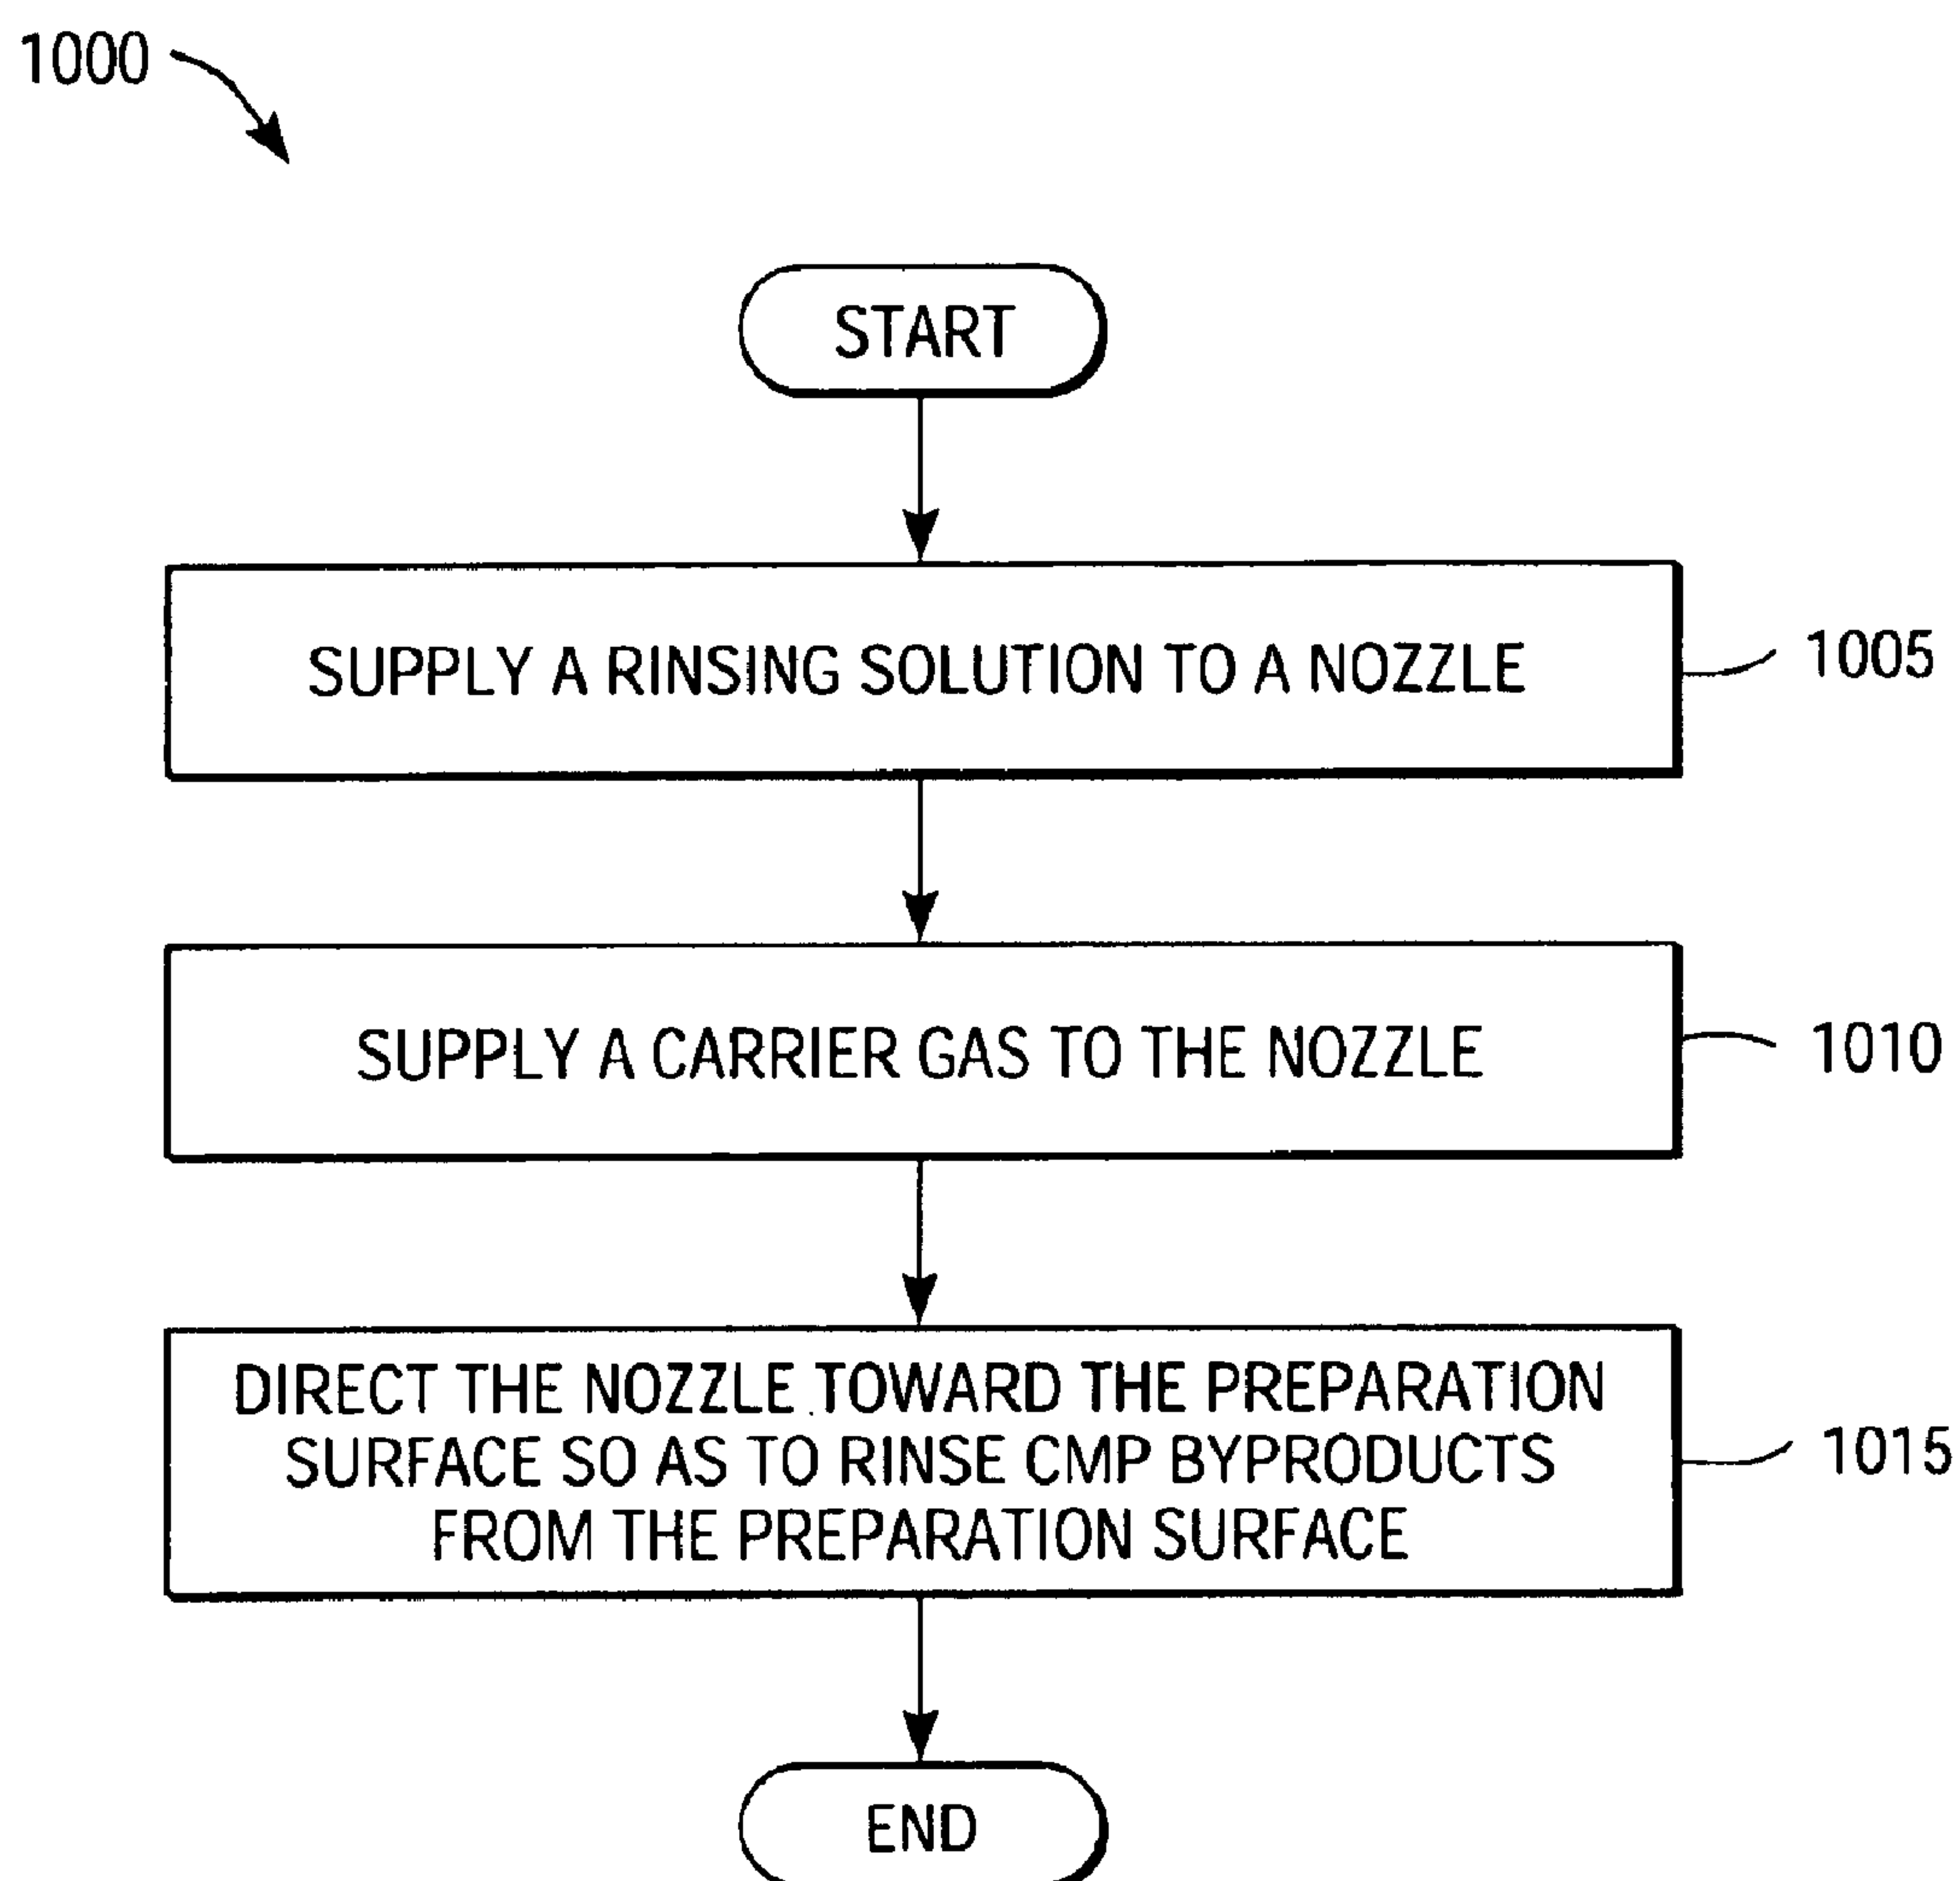 1000
START
SUPPLY A RINSING SOLUTION TO A NOZZLE
1005
SUPPLY A CARRIER GAS TO THE NOZZLE
1010
DIRECT THE NOZZLE TOWARD THE PREPARATION
SURFACE SO AS TO RINSE CMP BYPRODUCTS
FROM THE PREPARATION SURFACE
1015
END